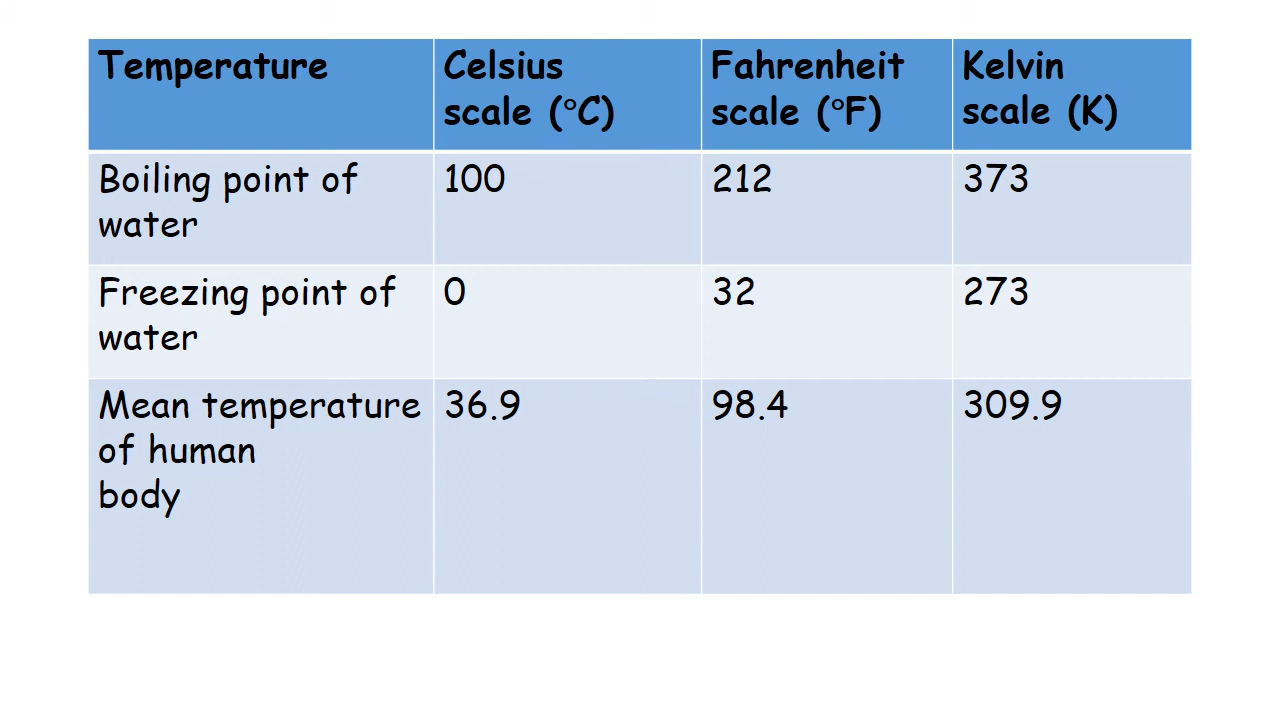 Temperature
Celsius
scale (°C)
Fahrenheit
scale (°F)
Kelvin
scale (K)
Boiling point of
water
100
212
373
Freezing point of
water
0
32
273
Mean temperature
of human
body
36.9
98.4
309.9